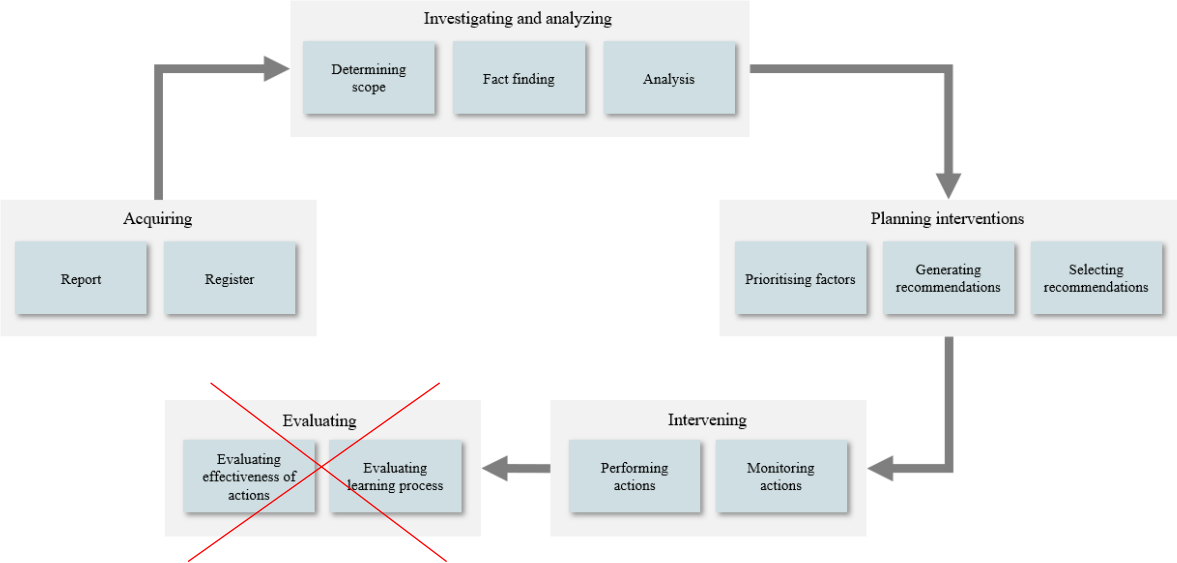 Investigating and analyzing
Determining
scope
Fact finding
Analysis
Acquiring
Report
Register
Planning interventions
Prioritising factors
Generating
recommendations
Selecting
recommendations
Evaluating
Evaluating
effectiveness of
actions
Evaluating
learning process
Intervening
Performing
actions
Monitoring
actions